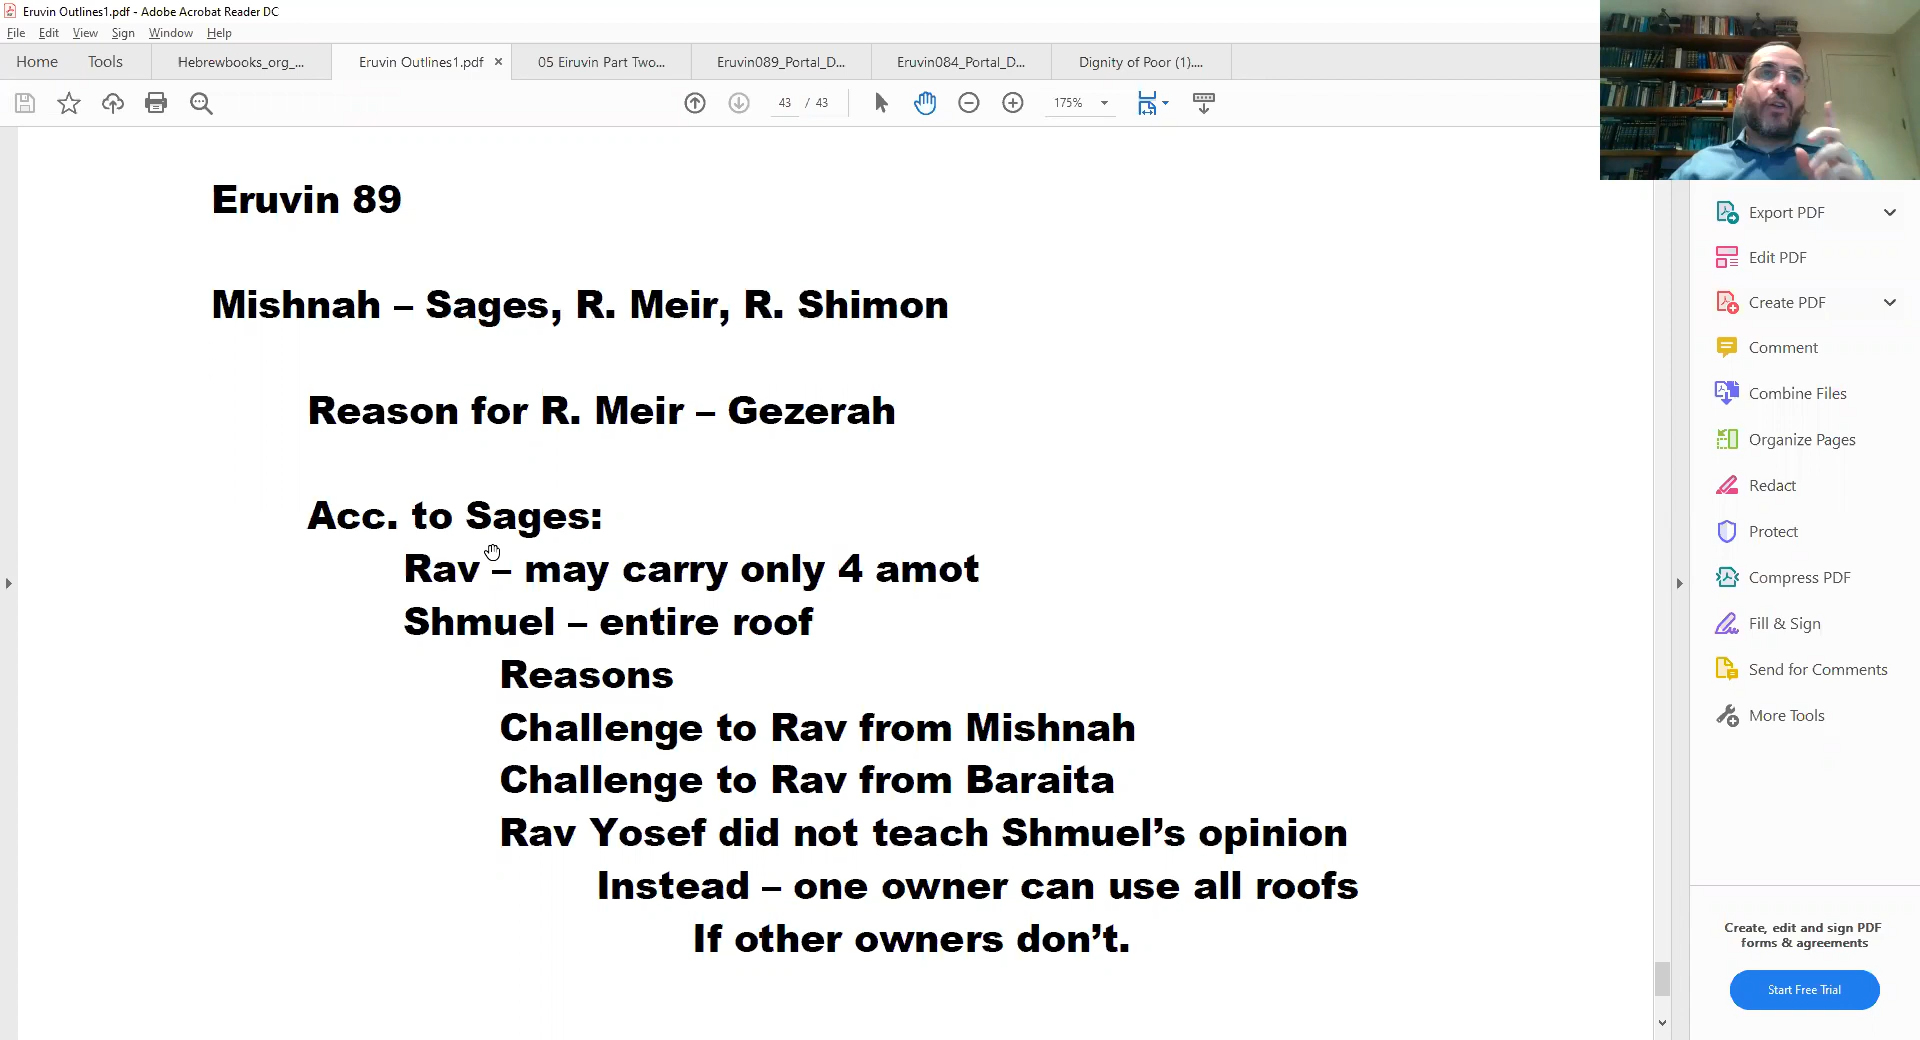 Eruvin Outlines1.pdf - Adobe Acrobat Reader DC
File Edit View Sign Window Help
Home Tools Hebrewbooks_org_... Eruvin Outlines1.pdf × 05 Eiruvin Part Two... Eruvin089_Portal_D... Eruvin084_Portal_D... Dignity of Poor (1)....
43 / 43 175%
Eruvin 89
Mishnah – Sages, R. Meir, R. Shimon
Reason for R. Meir – Gezerah
Acc. to Sages:
Rav – may carry only 4 amot
Shmuel – entire roof
Reasons
Challenge to Rav from Mishnah
Challenge to Rav from Baraita
Rav Yosef did not teach Shmuel’s opinion
Instead – one owner can use all roofs
If other owners don’t.
Export PDF
Edit PDF
Create PDF
Comment
Combine Files
Organize Pages
Redact
Protect
Compress PDF
Fill & Sign
Send for Comments
More Tools
Create, edit and sign PDF
forms & agreements
Start Free Trial